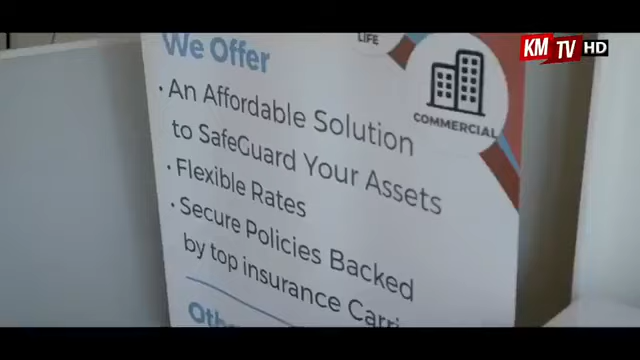 KM TV HD
LIFE
We Offer
COMMERCIAL
• An Affordable Solution
to SafeGuard Your Assets
• Flexible Rates
• Secure Policies Backed
by top insurance